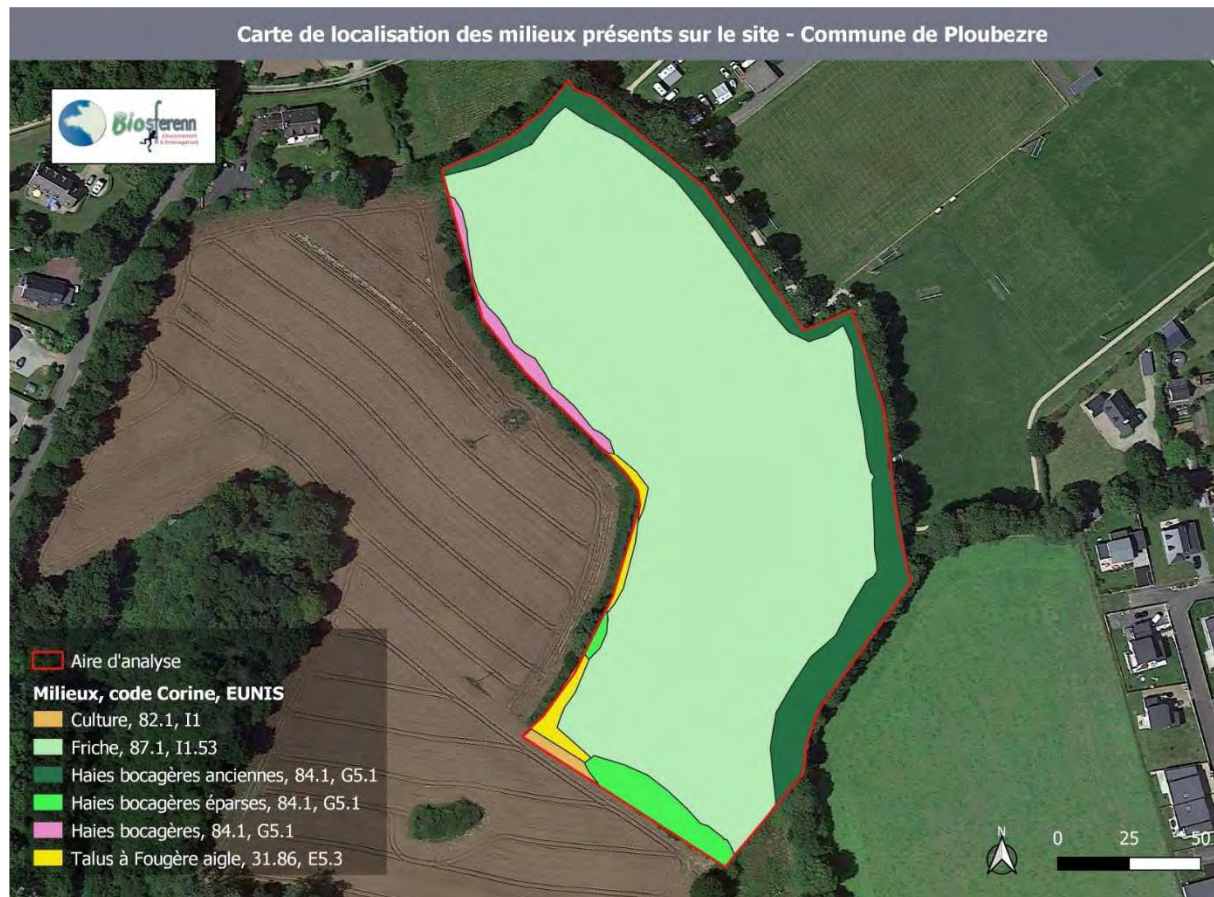 Carte de localisation des milieux présents sur le site - Commune de Ploubezre
Biosferenn
Environnement
& Aménagement
Aire d'analyse
Milieux, code Corine, EUNIS
Culture, 82.1, I1
Friche, 87.1, I1.53
Haies bocagères anciennes, 84.1, G5.1
Haies bocagères éparses, 84.1, G5.1
Haies bocagères, 84.1, G5.1
Talus à Fougère aigle, 31.86, E5.3
N
0 25 50